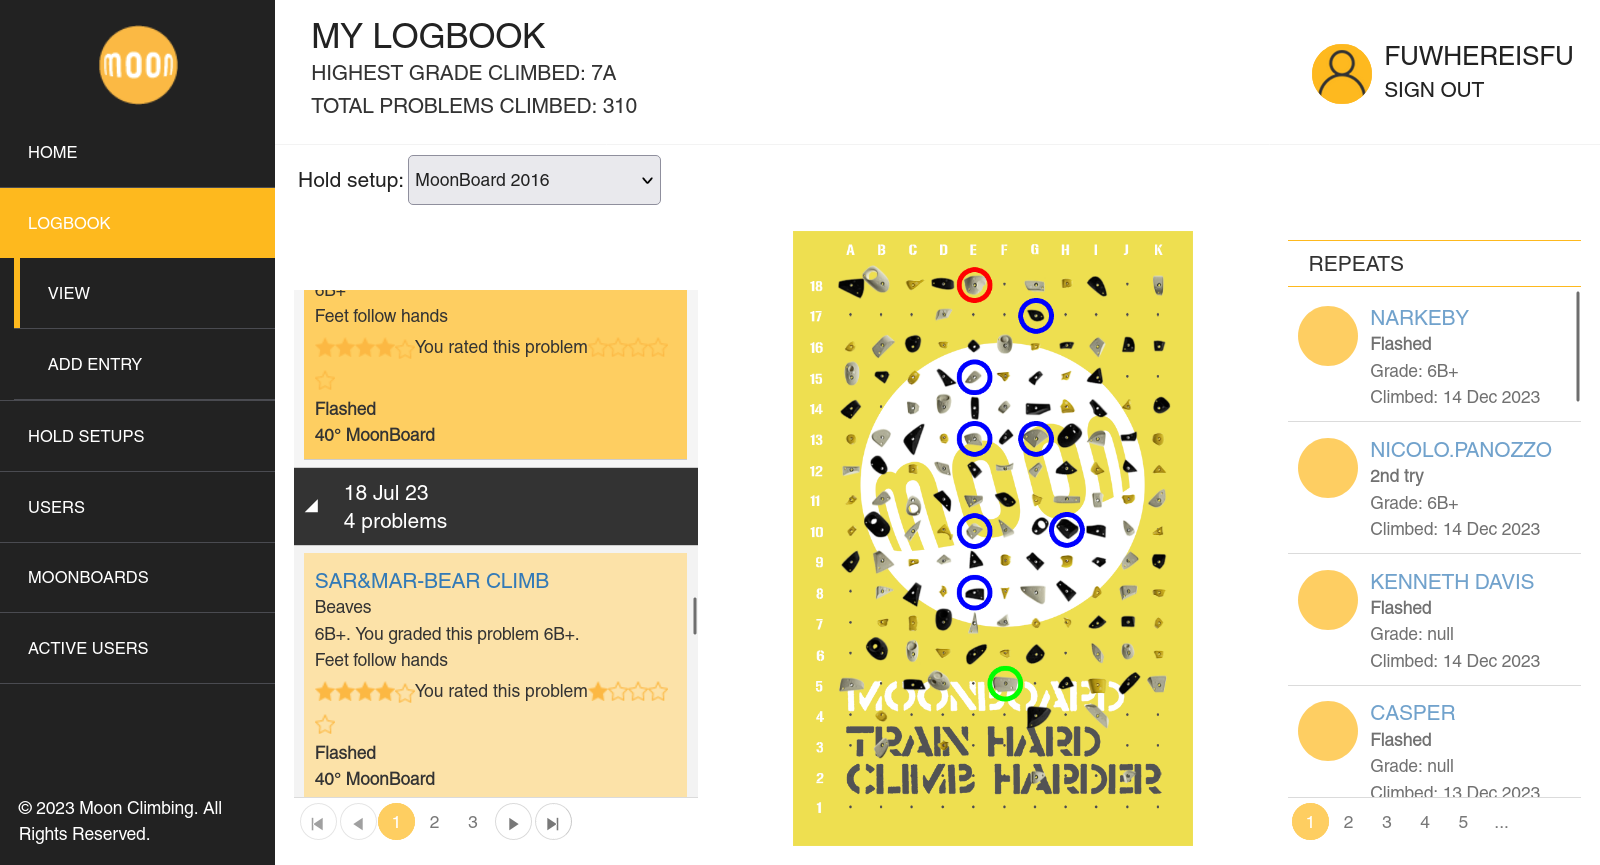 moon
HOME
LOGBOOK
VIEW
ADD ENTRY
HOLD SETUPS
USERS
MOONBOARDS
ACTIVE USERS
© 2023 Moon Climbing. All
Rights Reserved.
MY LOGBOOK
HIGHEST GRADE CLIMBED: 7A
TOTAL PROBLEMS CLIMBED: 310
FUWHEREISFU
SIGN OUT
Hold setup: MoonBoard 2016
6B+
Feet follow hands
You rated this problem
Flashed
40° MoonBoard
18 Jul 23
4 problems
SAR&MAR-BEAR CLIMB
Beaves
6B+. You graded this problem 6B+.
Feet follow hands
You rated this problem
Flashed
40° MoonBoard
1 2 3
A B C D E F G H I J K
18
17
16
15
14
13
12
11
10
9
8
7
6
5
4
3
2
1
moon
MOONBOARD
TRAIN HARD
CLIMB HARDER
REPEATS
NARKEBY
Flashed
Grade: 6B+
Climbed: 14 Dec 2023
NICOLO.PANOZZO
2nd try
Grade: 6B+
Climbed: 14 Dec 2023
KENNETH DAVIS
Flashed
Grade: null
Climbed: 14 Dec 2023
CASPER
Flashed
Grade: null
Climbed: 13 Dec 2023
1 2 3 4 5 ...